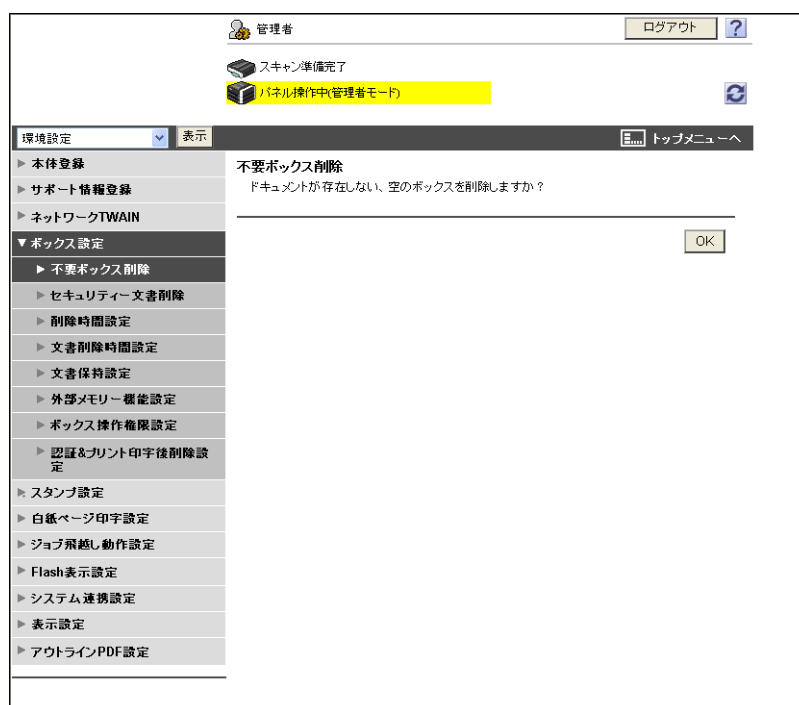 管理者
ログアウト
?
スキャン準備完了
パネル操作中(管理者モード)
環境設定
表示
トップメニューへ
本体登録
サポート情報登録
ネットワークTWAIN
ボックス設定
不要ボックス削除
セキュリティー文書削除
削除時間設定
文書削除時間設定
文書保持設定
外部メモリー機能設定
ボックス操作権限設定
認証&プリント印字後削除設
定
スタンプ設定
白紙ページ印字設定
ジョブ飛越し動作設定
Flash表示設定
システム連携設定
表示設定
アウトラインPDF設定
不要ボックス削除
ドキュメントが存在しない、空のボックスを削除しますか？
OK